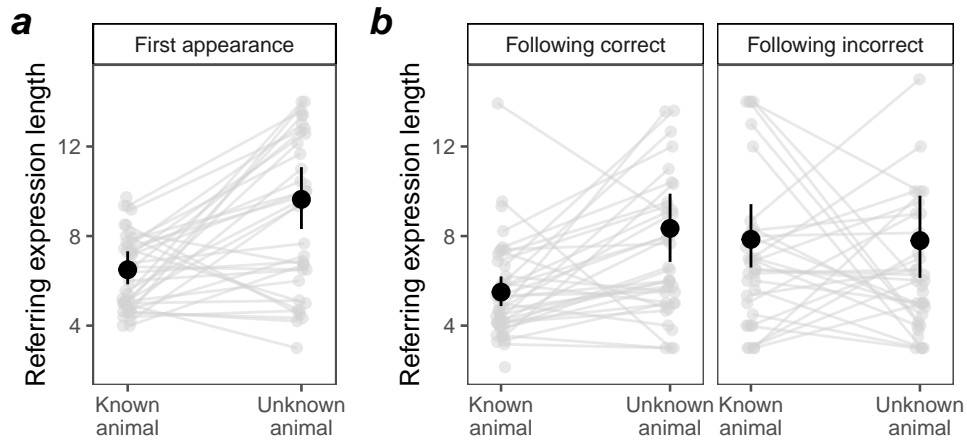 a
First appearance
Referring expression length
12
8
4
Known animal
Unknown animal
b
Following correct
Following incorrect
Referring expression length
12
8
4
Known animal
Unknown animal
Known animal
Unknown animal